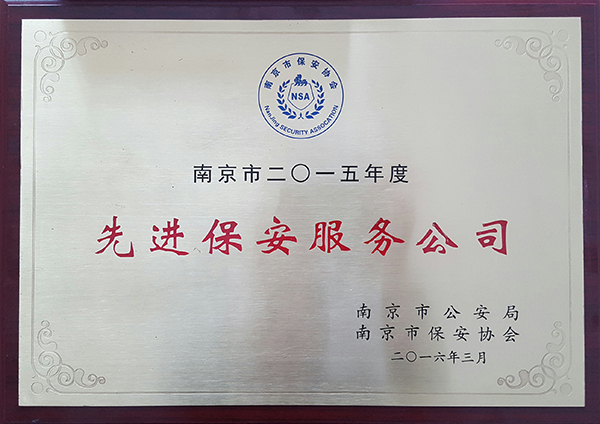 南京市保安协会
NSA
NanJing SECURITY ASSOCATION
南京市二〇一五年度
先进保安服务公司
南京市公安局
南京市保安协会
二〇一六年三月